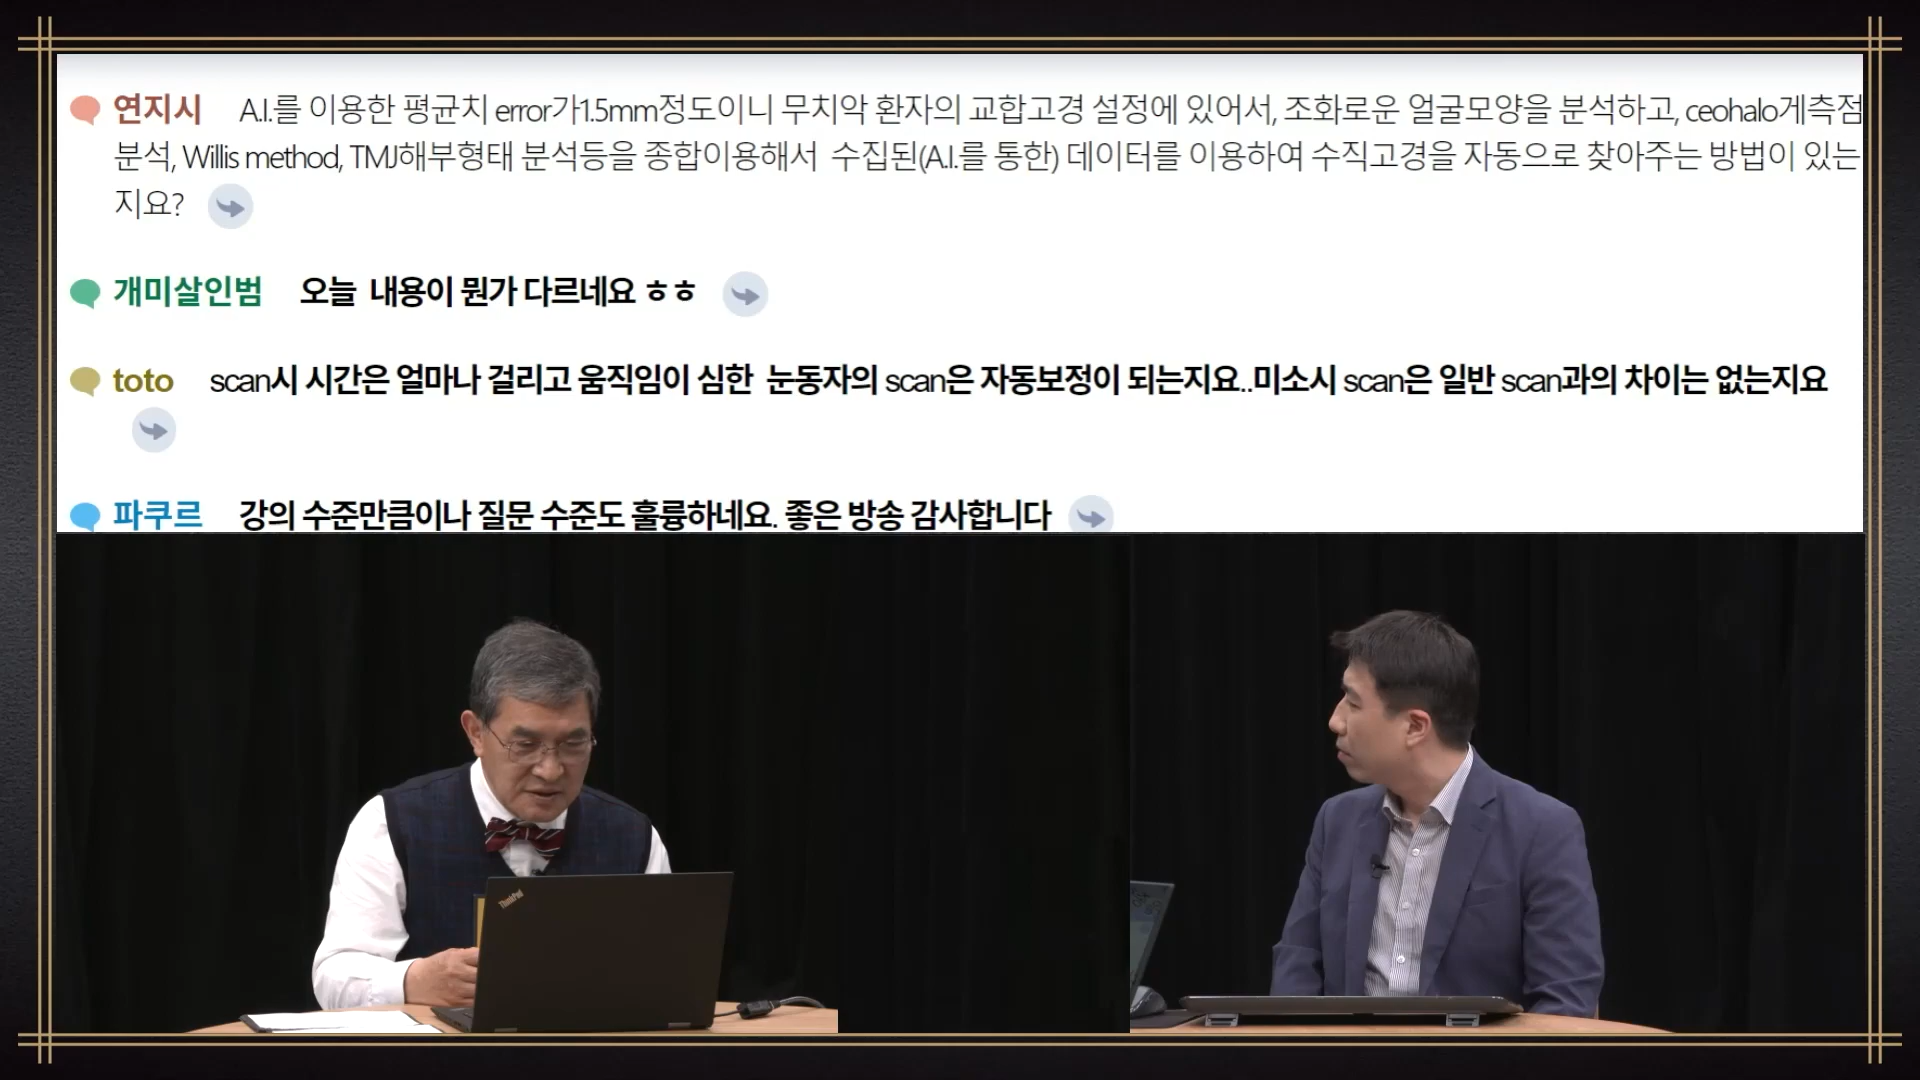 연지시 A.I.를 이용한 평균치 error가1.5mm정도이니 무치악 환자의 교합고경 설정에 있어서, 조화로운 얼굴모양을 분석하고, ceohalo계측점
분석, Willis method, TMJ해부형태 분석등을 종합이용해서 수집된(A.I.를 통한) 데이터를 이용하여 수직고경을 자동으로 찾아주는 방법이 있는
지요?
개미살인범 오늘 내용이 뭔가 다르네요 ㅎㅎ
toto scan시 시간은 얼마나 걸리고 움직임이 심한 눈동자의 scan은 자동보정이 되는지요..미소시 scan은 일반 scan과의 차이는 없는지요
파쿠르 강의 수준만큼이나 질문 수준도 훌륭하네요. 좋은 방송 감사합니다
ThinkPad